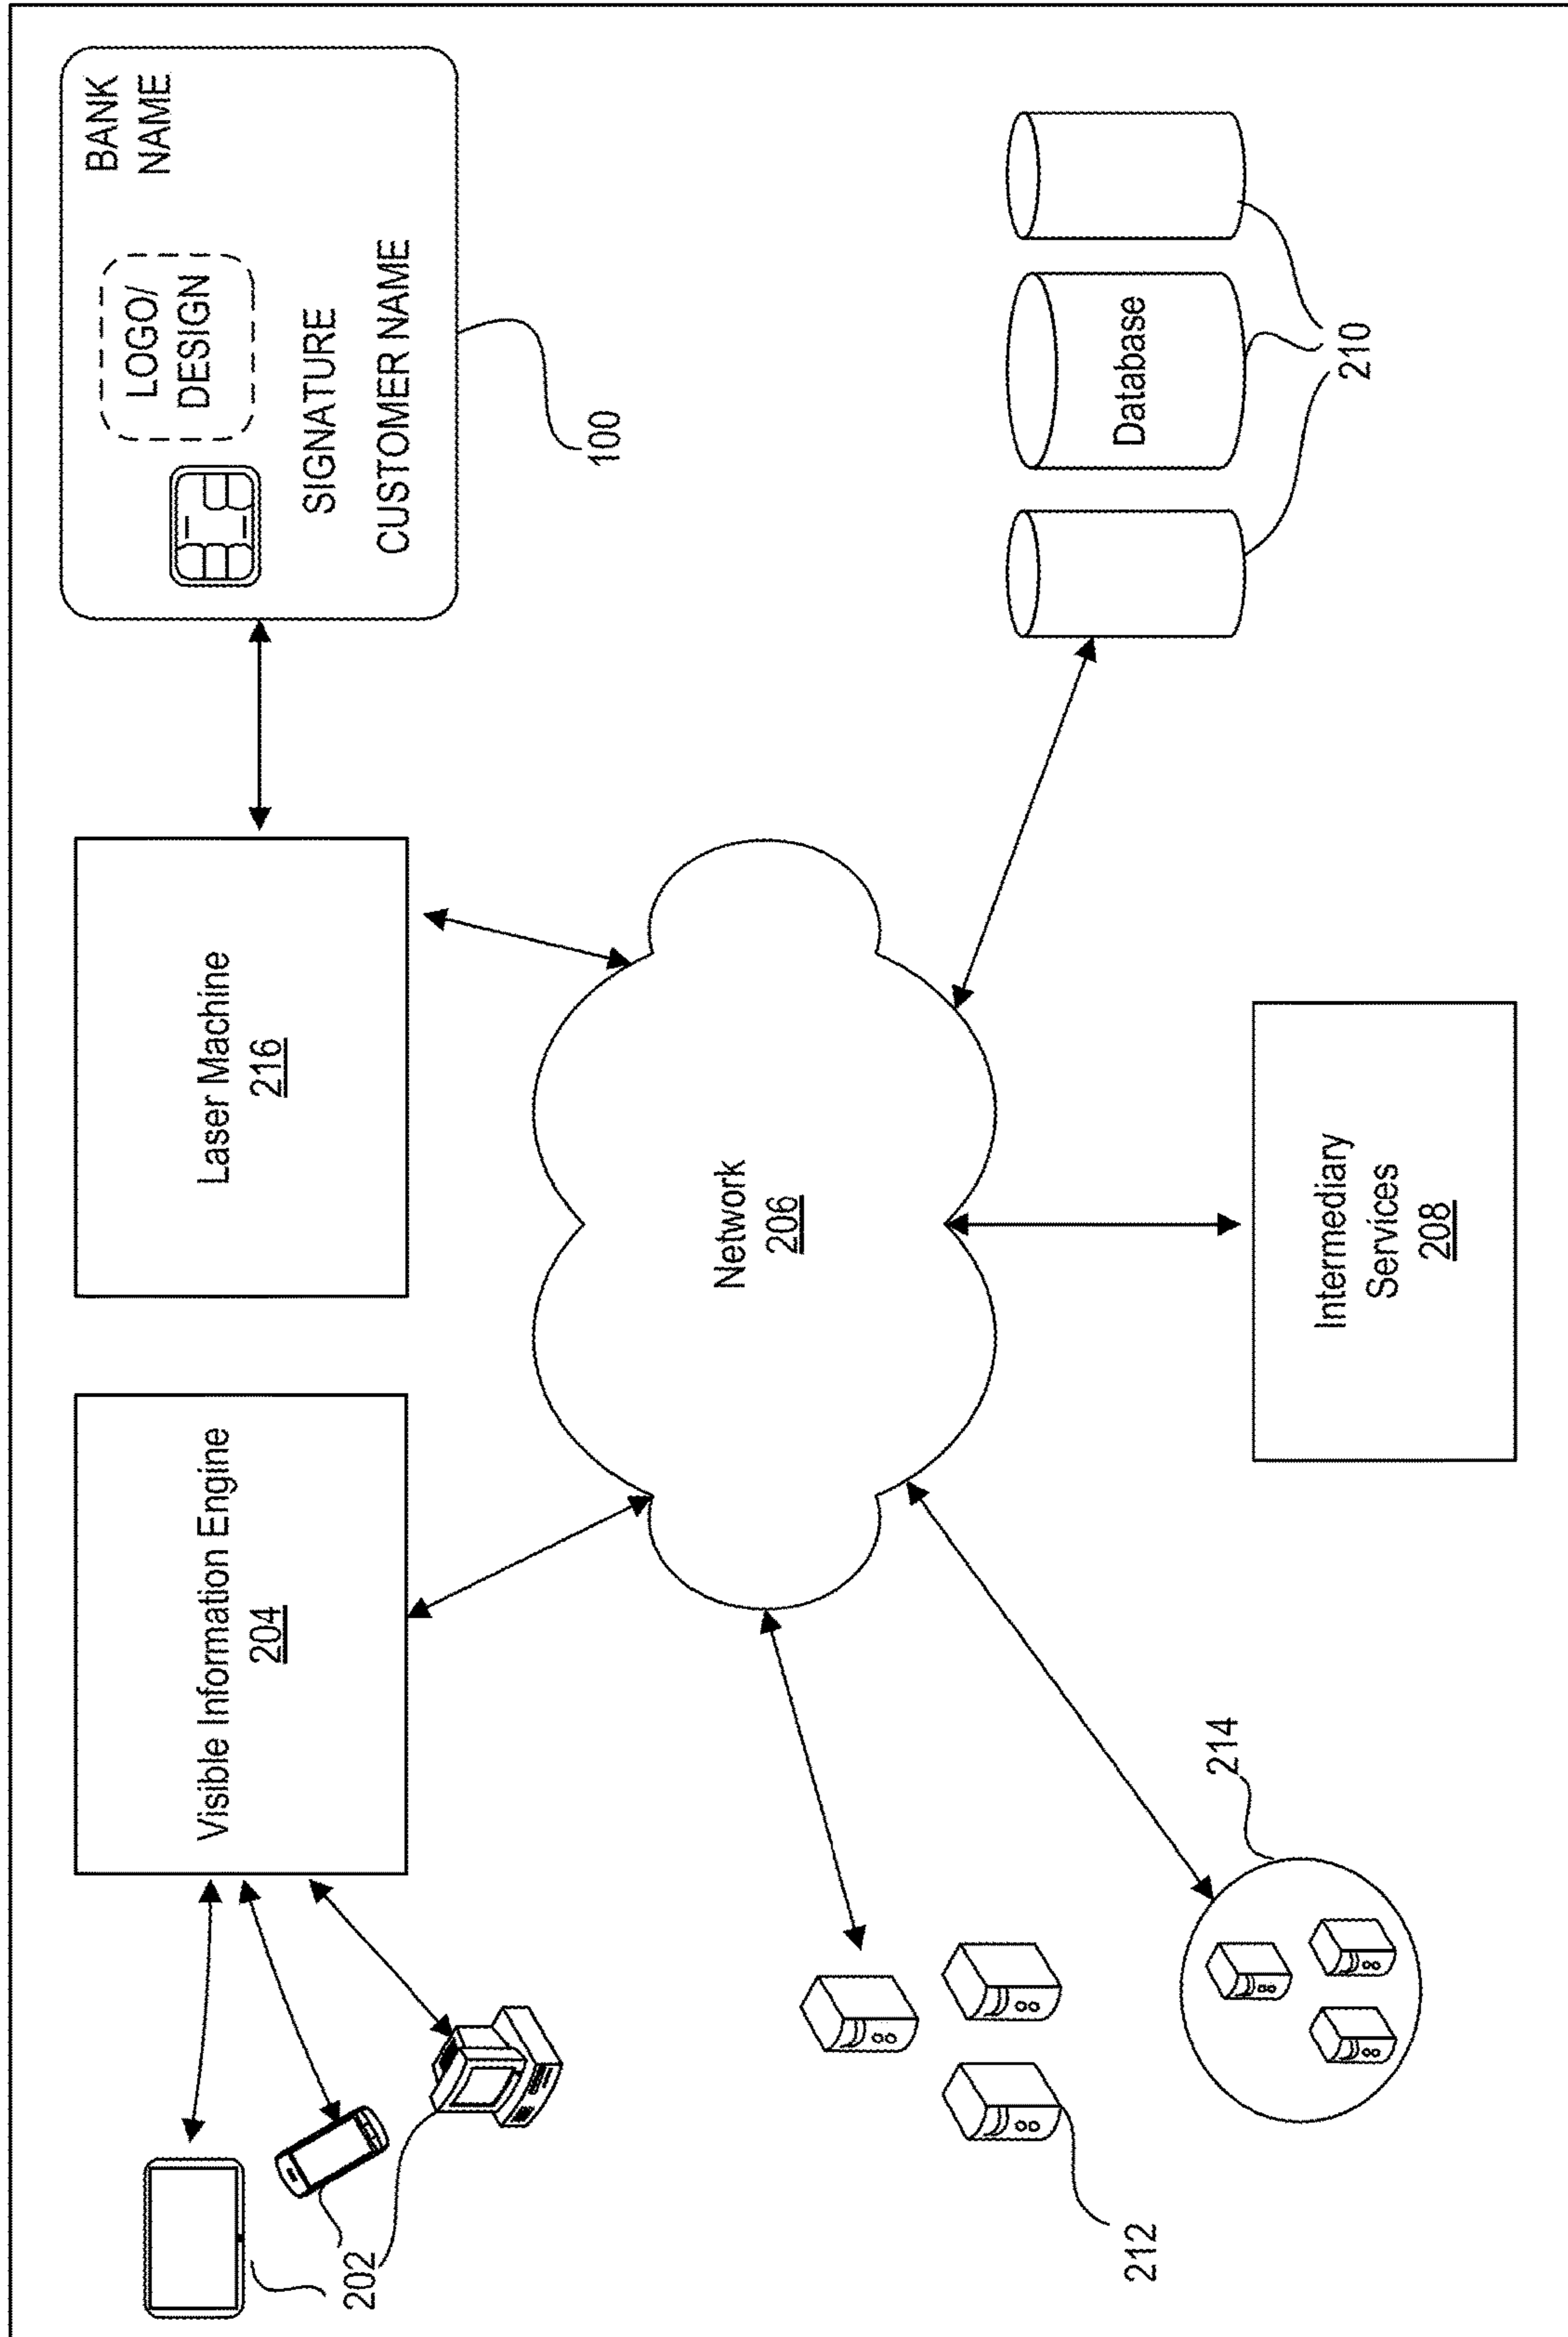 Visible Information Engine
204
Laser Machine
216
BANK
NAME
LOGO/
DESIGN
SIGNATURE
CUSTOMER NAME
100
202
Network
206
212
214
Intermediary
Services
208
Database
210